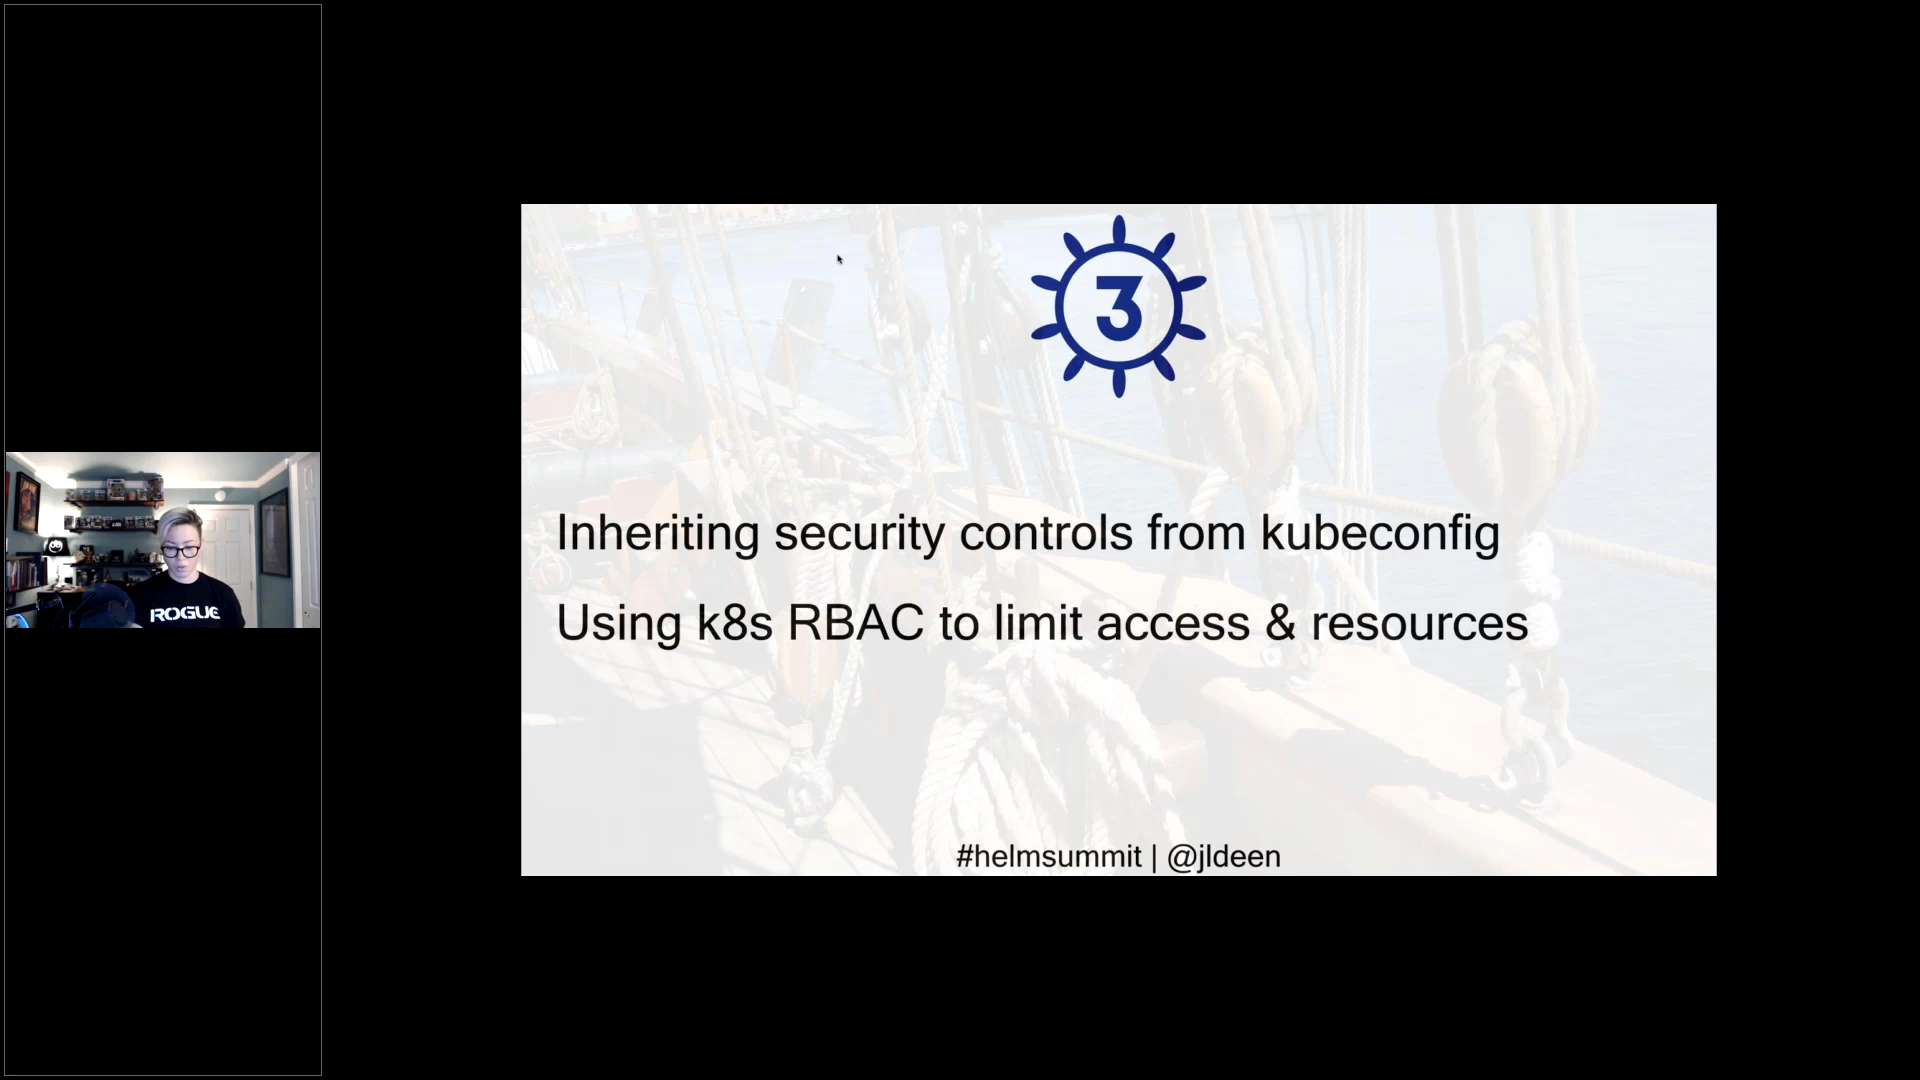 3
Inheriting security controls from kubeconfig
Using k8s RBAC to limit access & resources
#helmsummit | @jldeen
ROGUE